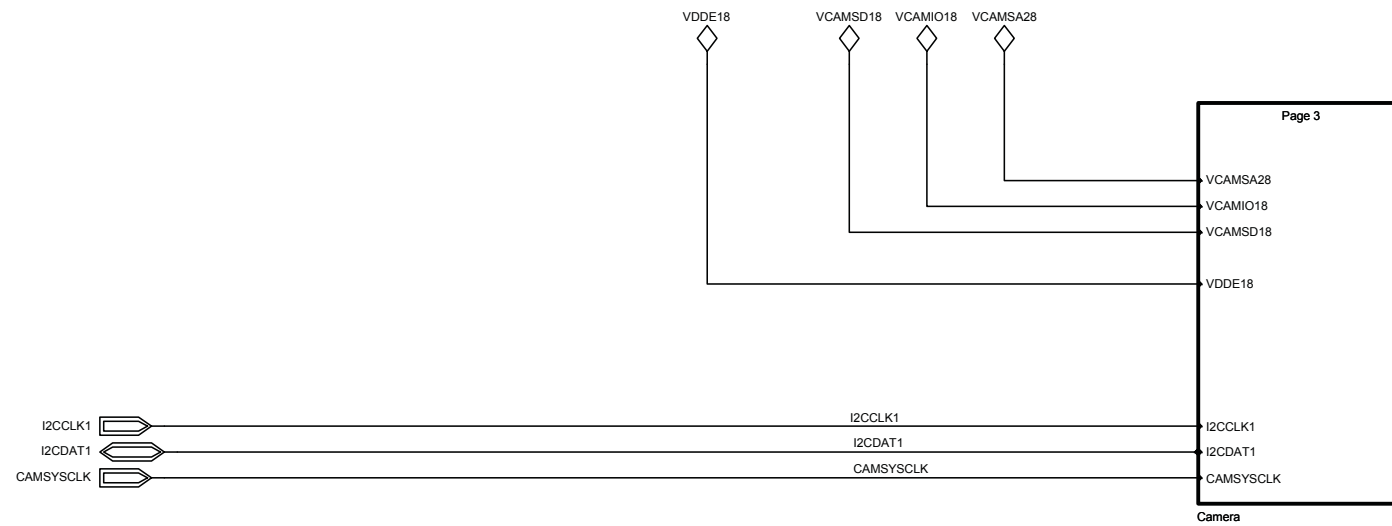 VDDE18 VCAMSD18 VCAMIO18 VCAMSA28
Page 3
VCAMSA28
VCAMIO18
VCAMSD18
VDDE18
I2CCLK1 I2CCLK1 I2CCLK1
I2CDAT1 I2CDAT1 I2CDAT1
CAMSYSCLK CAMSYSCLK CAMSYSCLK
Camera